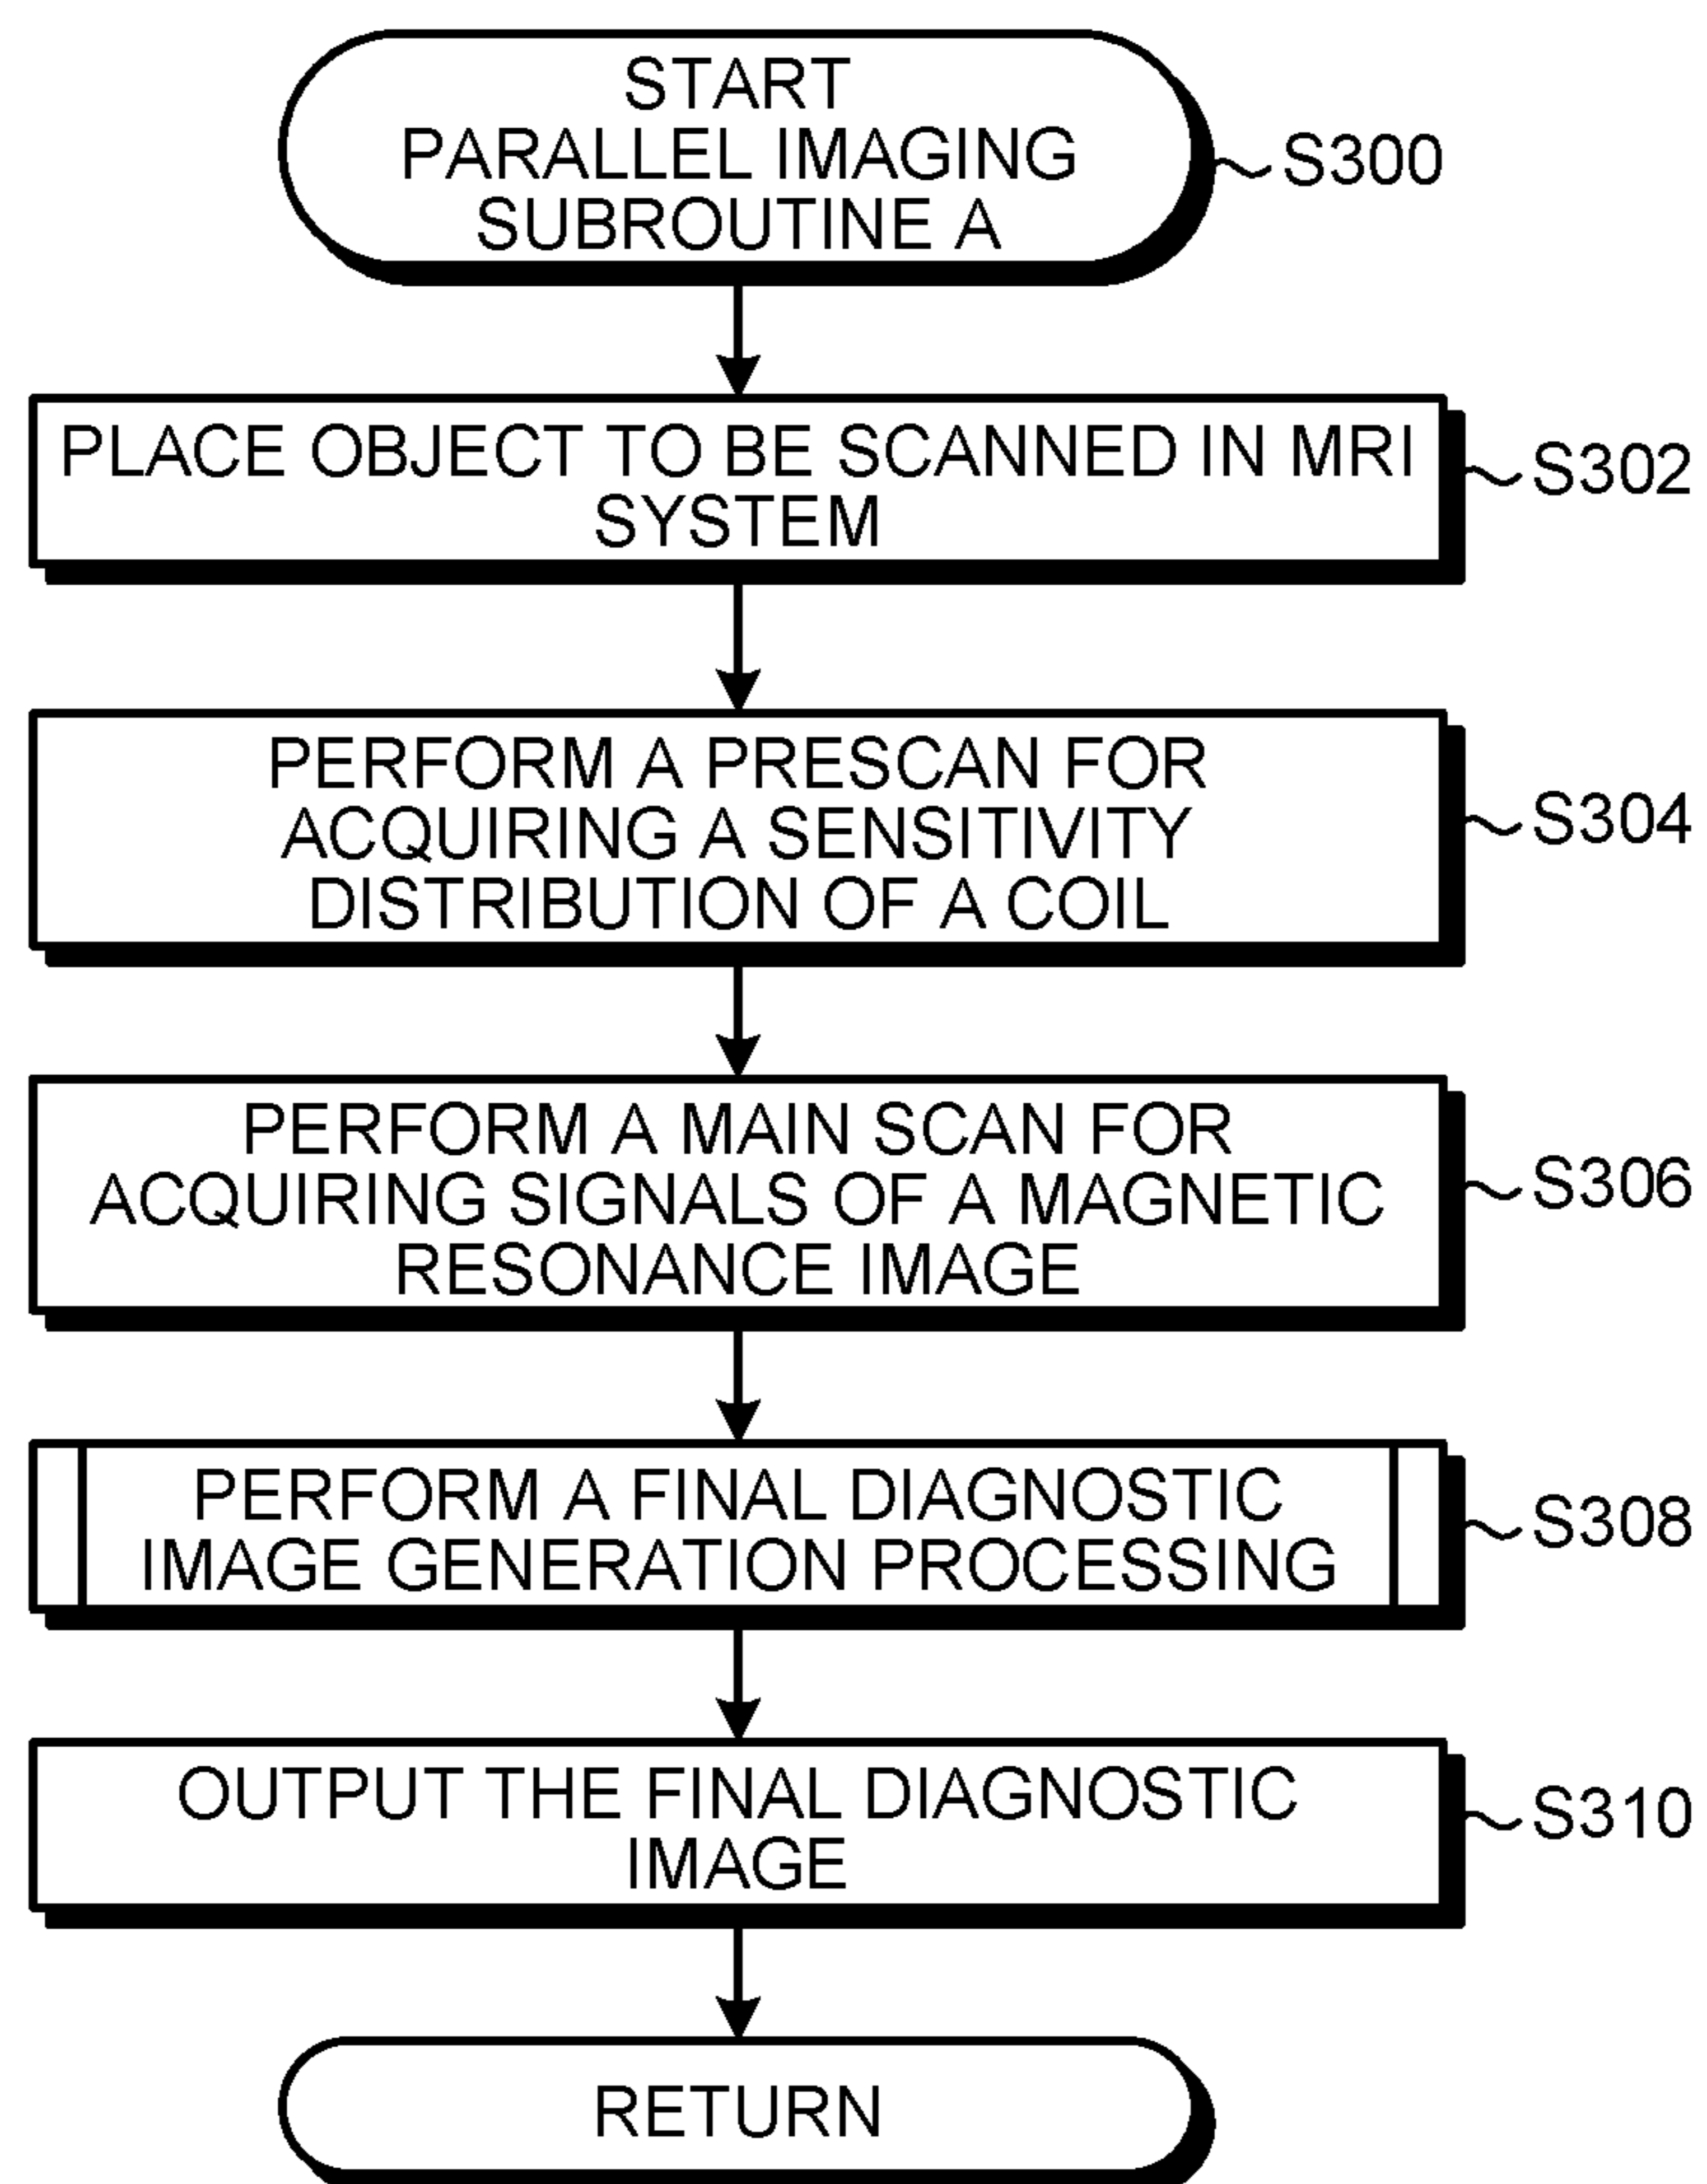 START
PARALLEL IMAGING
SUBROUTINE A
S300
PLACE OBJECT TO BE SCANNED IN MRI
SYSTEM
S302
PERFORM A PRESCAN FOR
ACQUIRING A SENSITIVITY
DISTRIBUTION OF A COIL
S304
PERFORM A MAIN SCAN FOR
ACQUIRING SIGNALS OF A MAGNETIC
RESONANCE IMAGE
S306
PERFORM A FINAL DIAGNOSTIC
IMAGE GENERATION PROCESSING
S308
OUTPUT THE FINAL DIAGNOSTIC
IMAGE
S310
RETURN